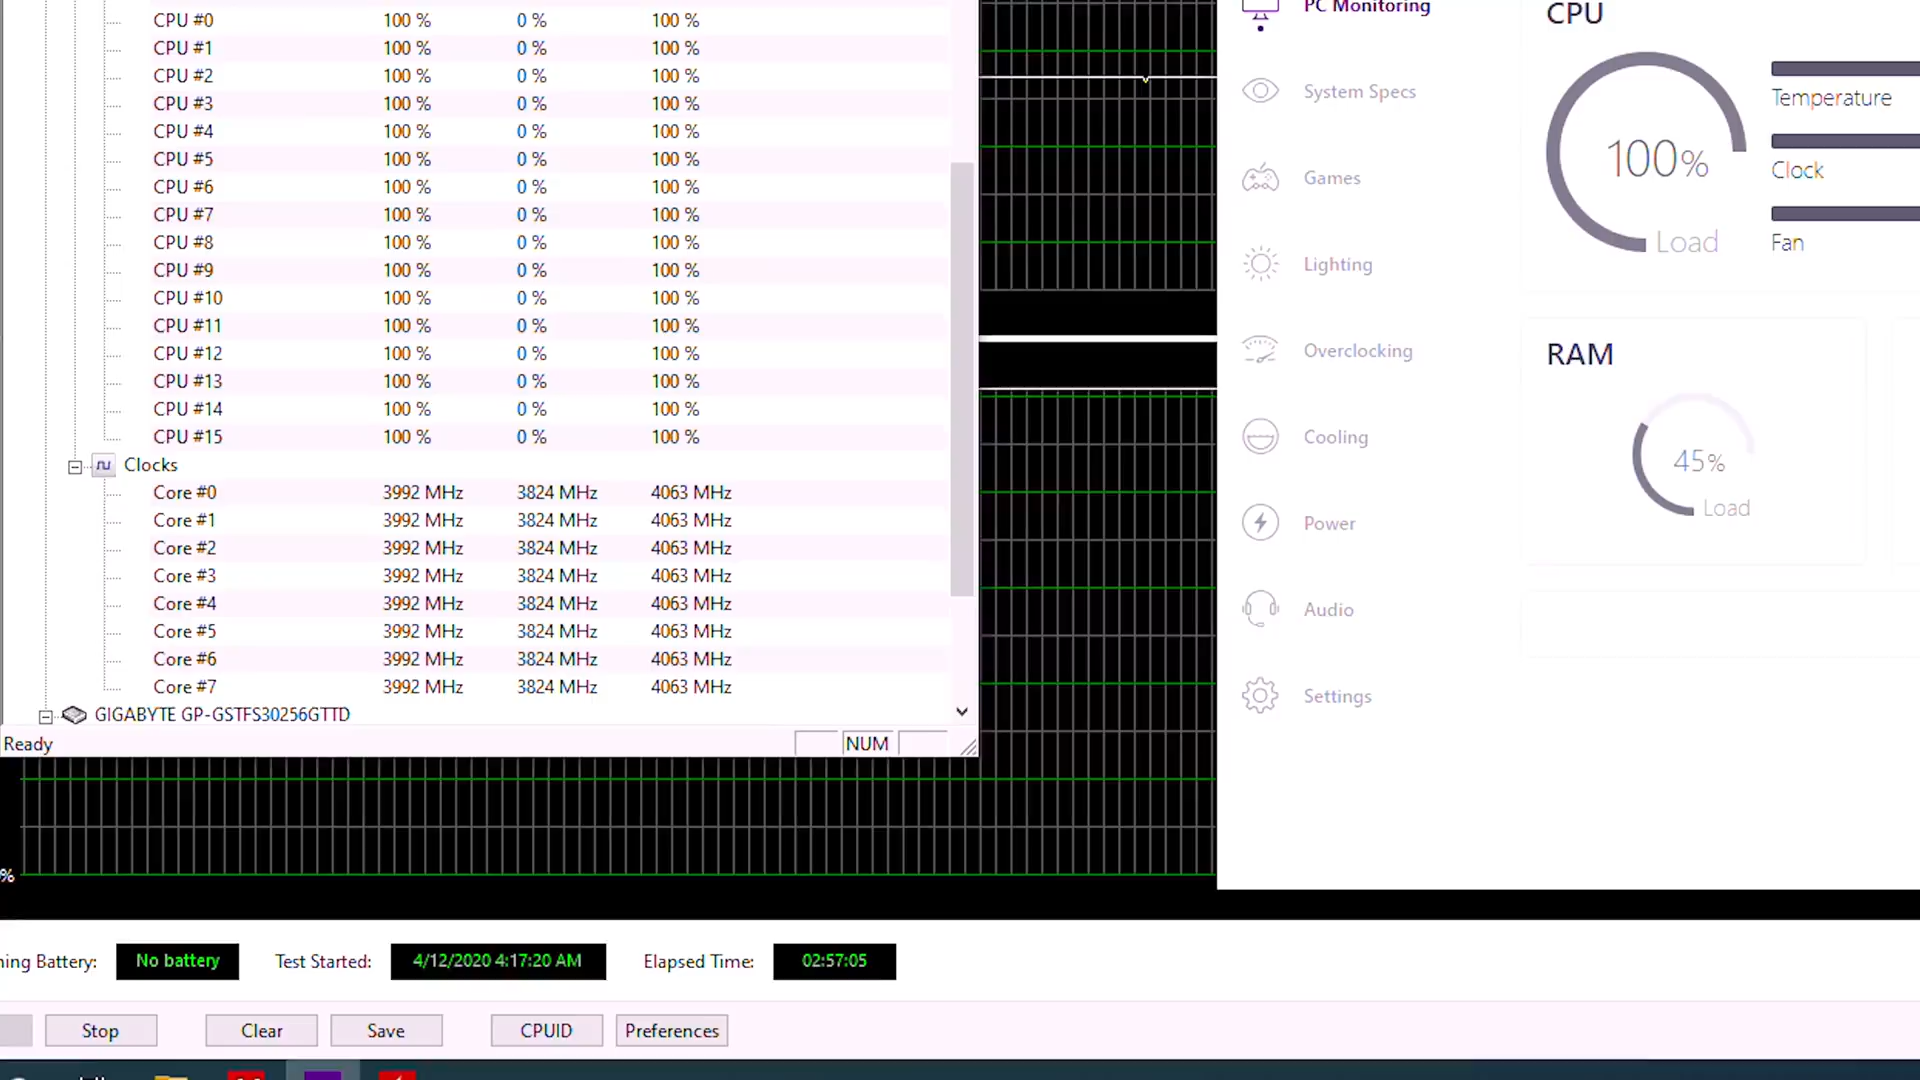 CPU #0 100 % 0 % 100 %
CPU #1 100 % 0 % 100 %
CPU #2 100 % 0 % 100 %
CPU #3 100 % 0 % 100 %
CPU #4 100 % 0 % 100 %
CPU #5 100 % 0 % 100 %
CPU #6 100 % 0 % 100 %
CPU #7 100 % 0 % 100 %
CPU #8 100 % 0 % 100 %
CPU #9 100 % 0 % 100 %
CPU #10 100 % 0 % 100 %
CPU #11 100 % 0 % 100 %
CPU #12 100 % 0 % 100 %
CPU #13 100 % 0 % 100 %
CPU #14 100 % 0 % 100 %
CPU #15 100 % 0 % 100 %
Clocks
Core #0 3992 MHz 3824 MHz 4063 MHz
Core #1 3992 MHz 3824 MHz 4063 MHz
Core #2 3992 MHz 3824 MHz 4063 MHz
Core #3 3992 MHz 3824 MHz 4063 MHz
Core #4 3992 MHz 3824 MHz 4063 MHz
Core #5 3992 MHz 3824 MHz 4063 MHz
Core #6 3992 MHz 3824 MHz 4063 MHz
Core #7 3992 MHz 3824 MHz 4063 MHz
GIGABYTE GP-GSTFS30256GTTD
Ready NUM
%
PC Monitoring
System Specs
Games
Lighting
Overclocking
Cooling
Power
Audio
Settings
CPU
100%
Load
Temperature
Clock
Fan
RAM
45%
Load
ning Battery: No battery Test Started: 4/12/2020 4:17:20 AM Elapsed Time: 02:57:05
Stop Clear Save CPUID Preferences